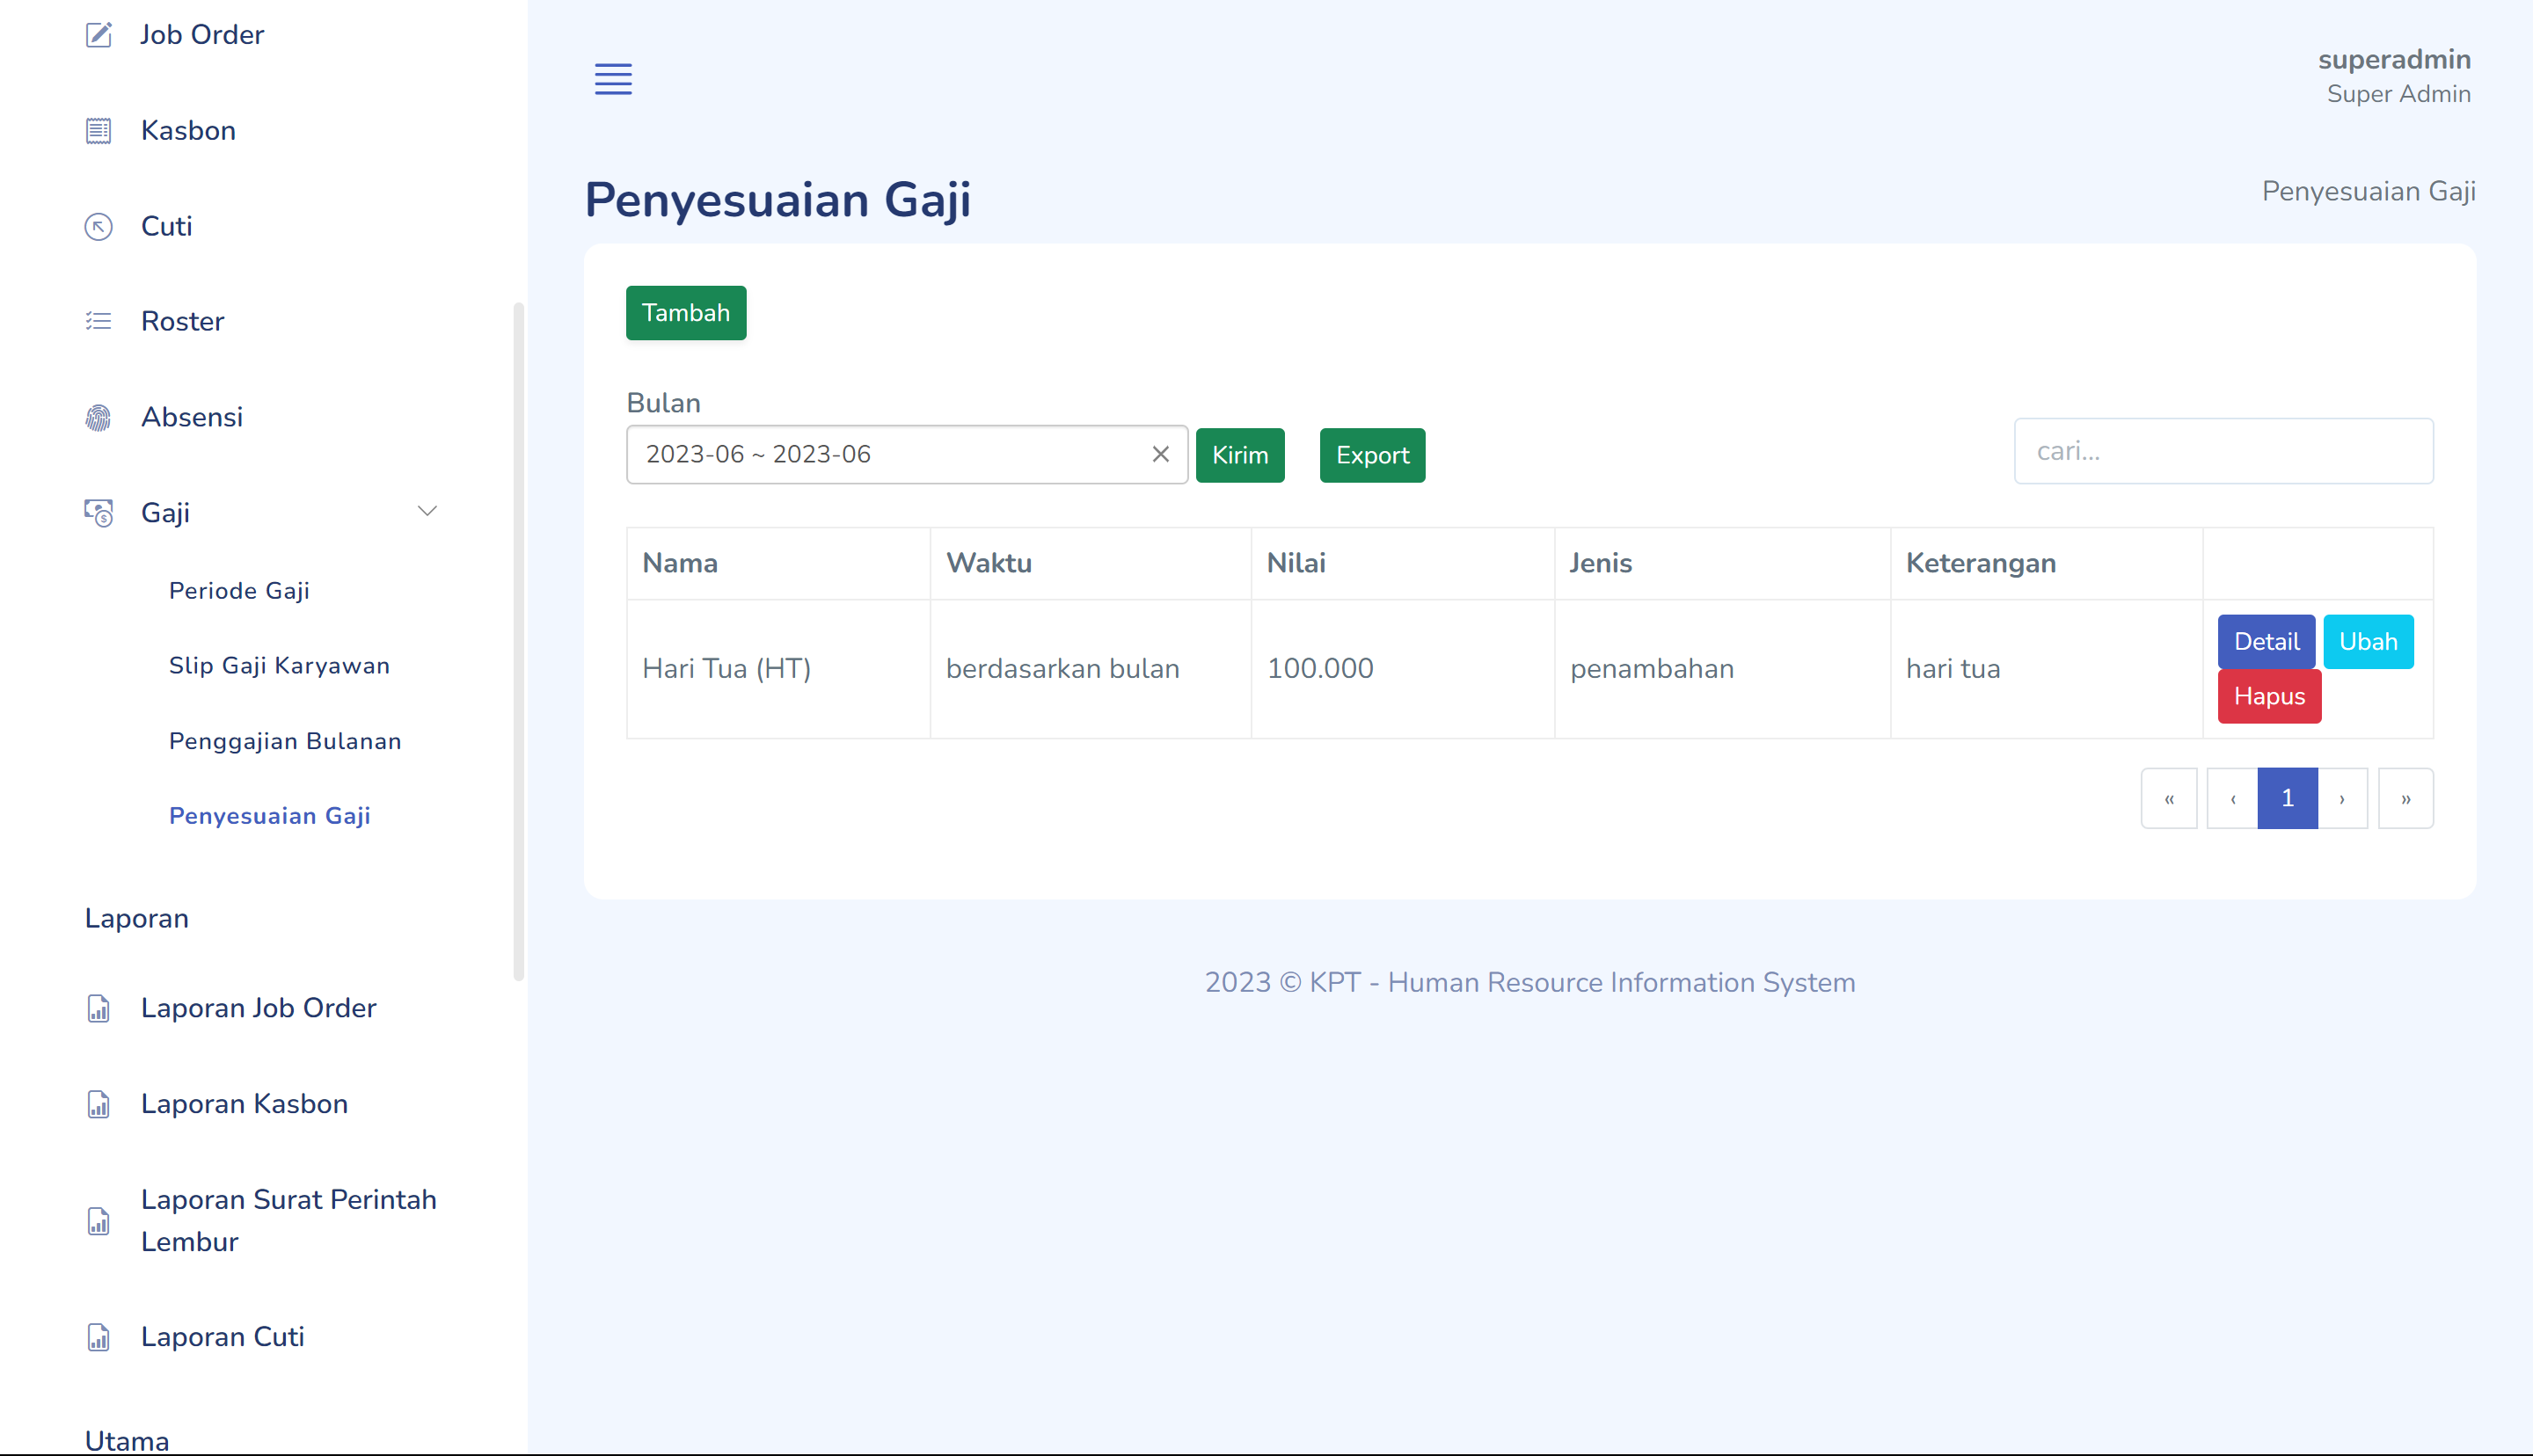 Job Order
Kasbon
Cuti
Roster
Absensi
Gaji
Periode Gaji
Slip Gaji Karyawan
Penggajian Bulanan
Penyesuaian Gaji
Laporan
Laporan Job Order
Laporan Kasbon
Laporan Surat Perintah
Lembur
Laporan Cuti
Utama
superadmin
Super Admin
Penyesuaian Gaji
Penyesuaian Gaji
Tambah
Bulan
2023-06 ~ 2023-06 × Kirim Export cari...
Nama Waktu Nilai Jenis Keterangan
Hari Tua (HT) berdasarkan bulan 100.000 penambahan hari tua Detail Ubah
Hapus
« ‹ 1 › »
2023 © KPT - Human Resource Information System